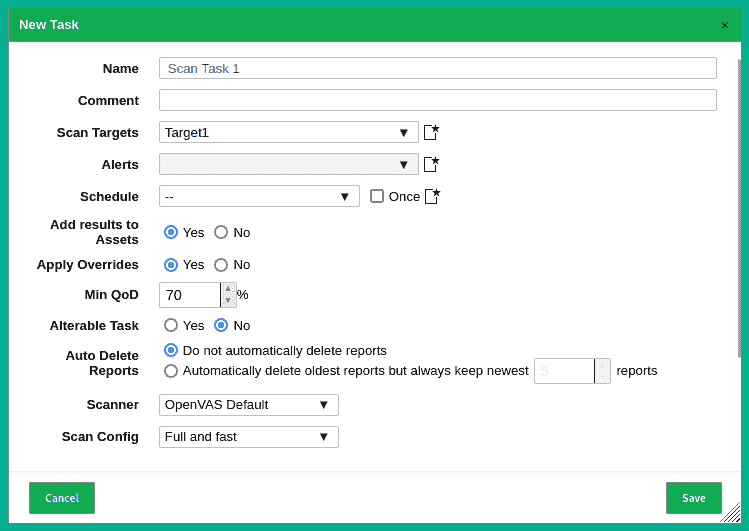 New Task ×
Name Scan Task 1
Comment
Scan Targets Target1 ▼
Alerts ▼
Schedule -- ▼ Once
Add results to
Assets Yes No
Apply Overrides Yes No
Min QoD 70 %
Alterable Task Yes No
Auto Delete Do not automatically delete reports
Reports Automatically delete oldest reports but always keep newest 5 reports
Scanner OpenVAS Default ▼
Scan Config Full and fast ▼
Cancel Save